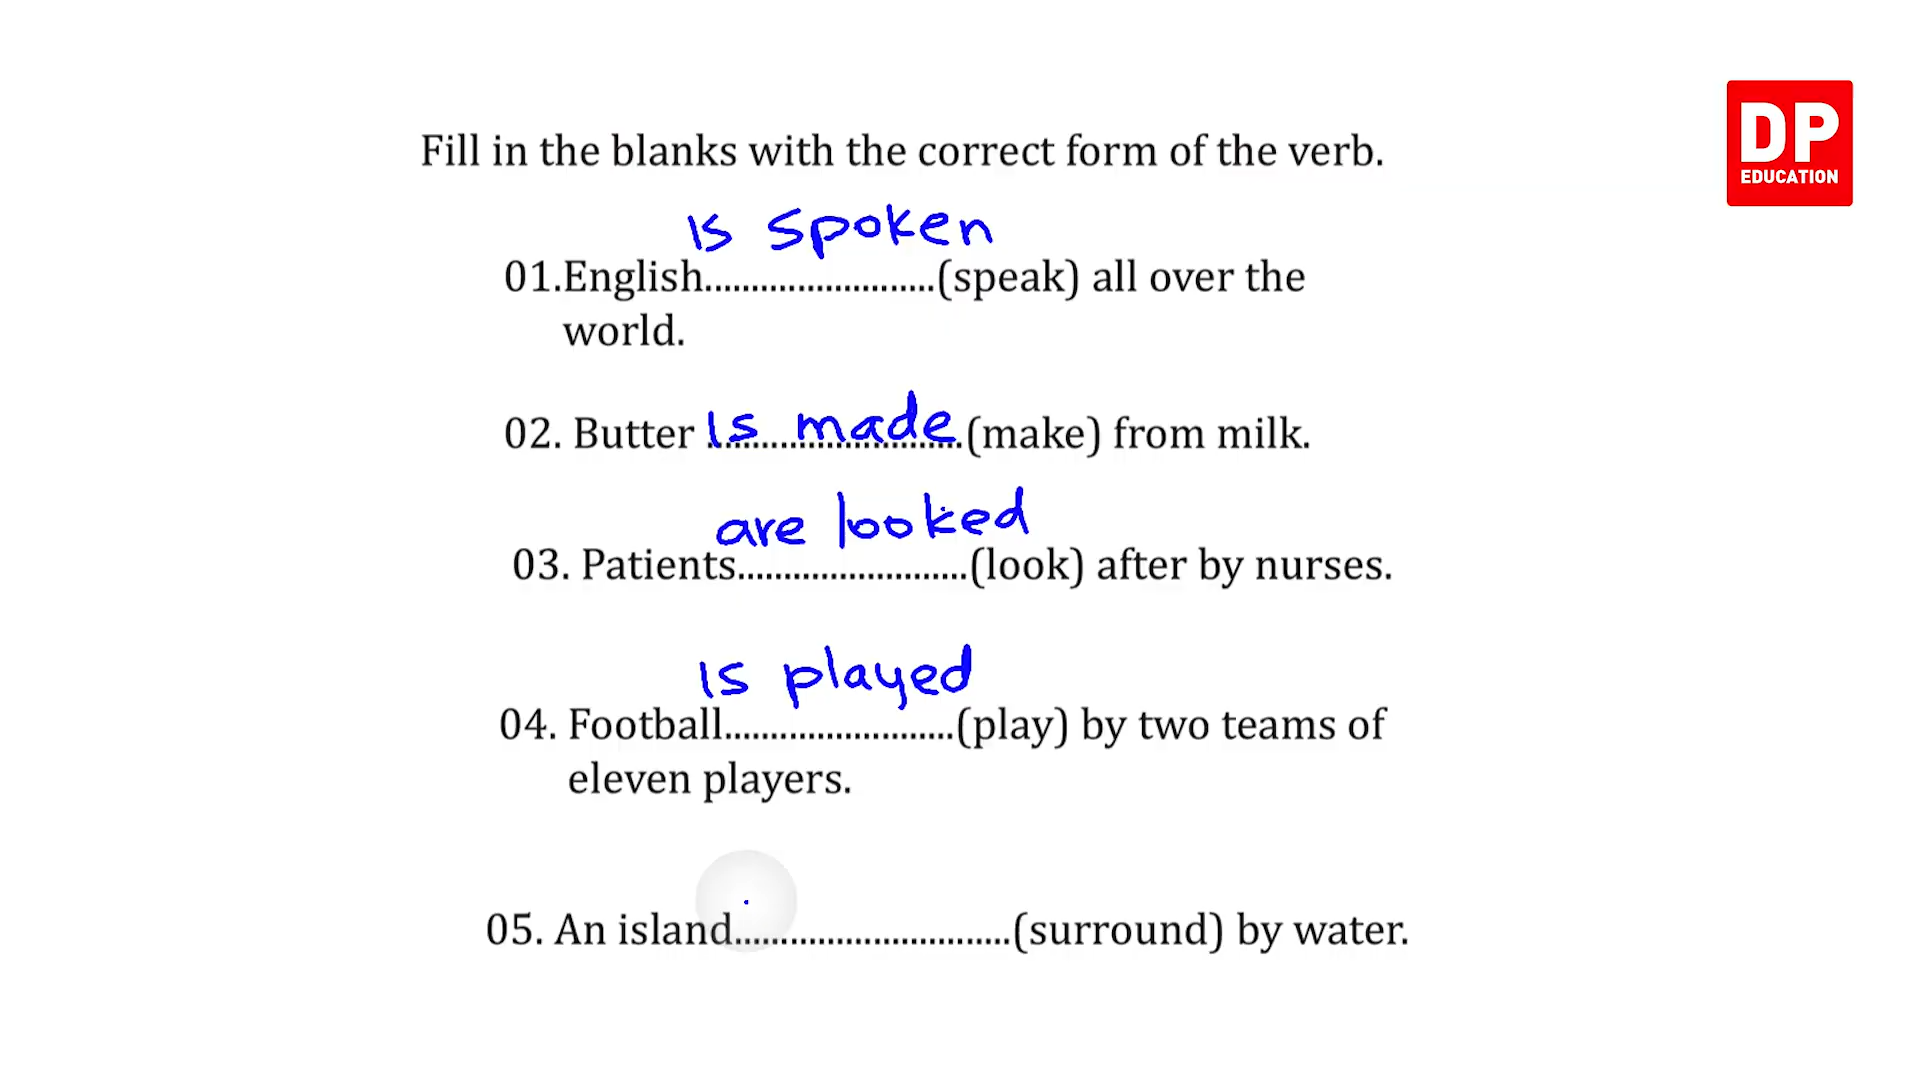 DP
EDUCATION
Fill in the blanks with the correct form of the verb.
is spoken
01.English.........................(speak) all over the
world.
02. Butter is made(make) from milk.
are looked
03. Patients.........................(look) after by nurses.
is played
04. Football.........................(play) by two teams of
eleven players.
05. An island..............................(surround) by water.